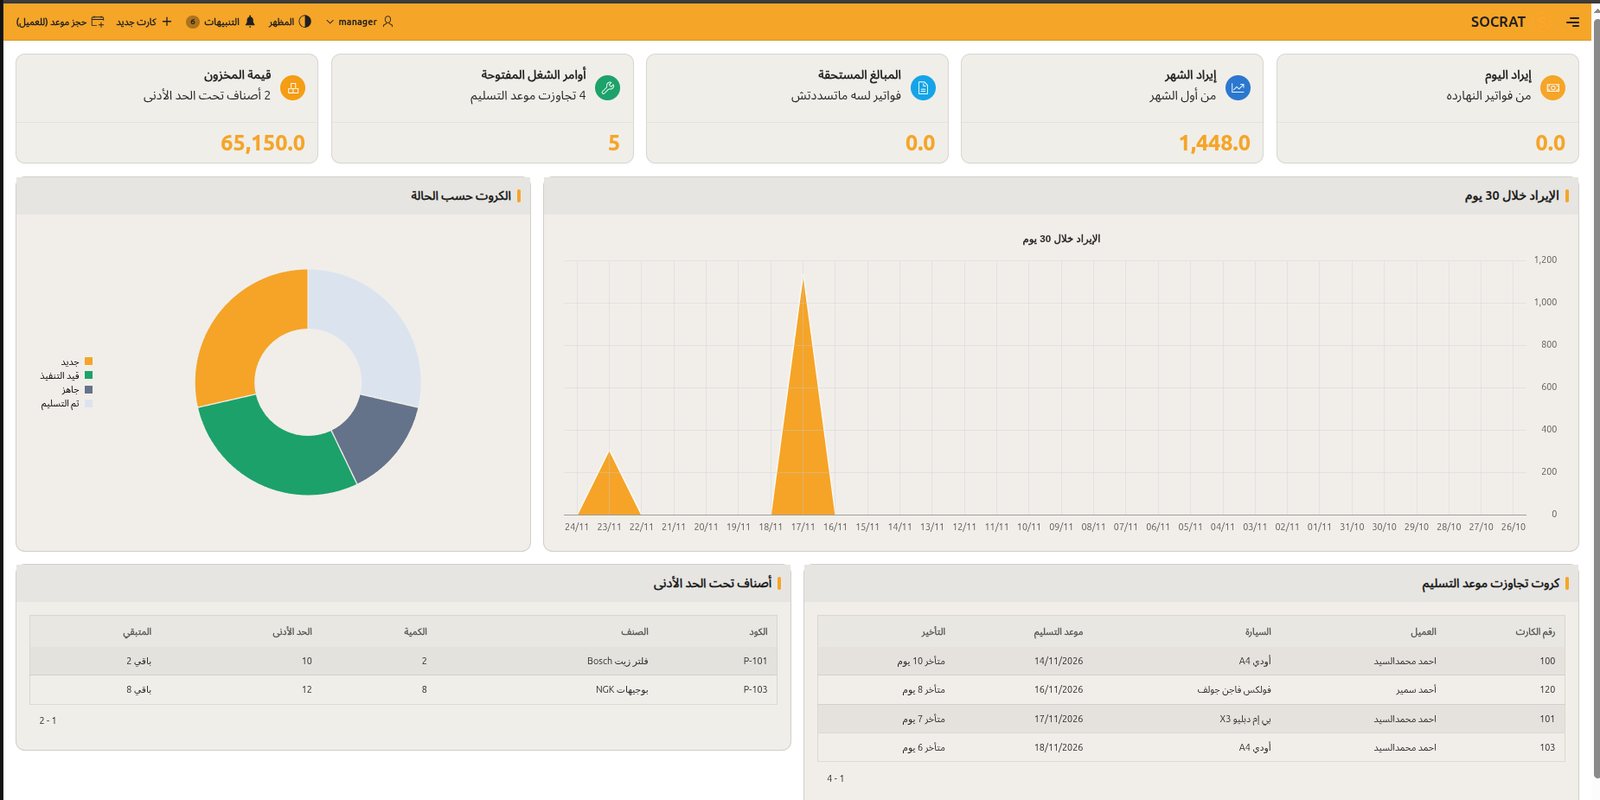 SOCRAT
manager
المظهر
التنبيهات 6
كارت جديد
حجز موعد (للعميل)
إيراد اليوم
من فواتير النهارده
0.0
إيراد الشهر
من أول الشهر
1,448.0
المبالغ المستحقة
فواتير لسه ماتسددتش
0.0
أوامر الشغل المفتوحة
4 تجاوزت موعد التسليم
5
قيمة المخزون
2 أصناف تحت الحد الأدنى
65,150.0
الإيراد خلال 30 يوم
الإيراد خلال 30 يوم
1,200
1,000
800
600
400
200
0
26/10 27/10 28/10 29/10 30/10 31/10 01/11 02/11 03/11 04/11 05/11 06/11 07/11 08/11 09/11 10/11 11/11 12/11 13/11 14/11 15/11 16/11 17/11 18/11 19/11 20/11 21/11 22/11 23/11 24/11
الكروت حسب الحالة
جديد
قيد التنفيذ
جاهز
تم التسليم
كروت تجاوزت موعد التسليم
رقم الكارت العميل السيارة موعد التسليم التأخير
100 احمد محمدالسيد أودي A4 14/11/2026 متأخر 10 يوم
120 أحمد سمير فولكس فاجن جولف 16/11/2026 متأخر 8 يوم
101 احمد محمدالسيد بي إم دبليو X3 17/11/2026 متأخر 7 يوم
103 احمد محمدالسيد أودي A4 18/11/2026 متأخر 6 يوم
1 - 4
أصناف تحت الحد الأدنى
الكود الصنف الكمية الحد الأدنى المتبقي
P-101 فلتر زيت Bosch 2 10 باقي 2
P-103 بوجيهات NGK 8 12 باقي 8
1 - 2